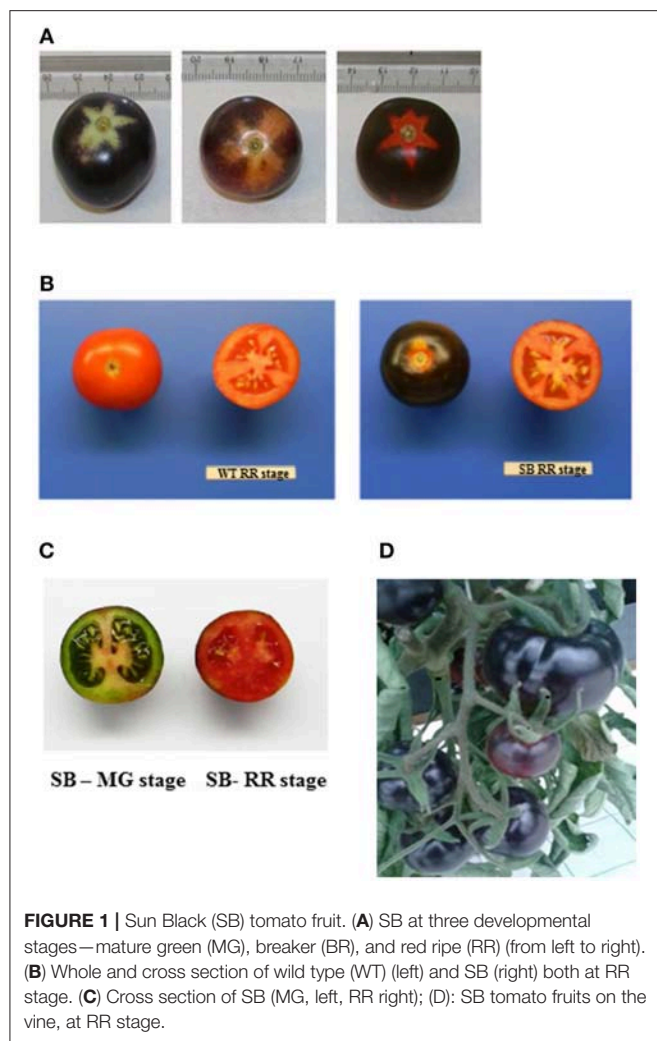 A
B
WT RR stage
SB RR stage
C
D
SB – MG stage SB- RR stage
FIGURE 1 | Sun Black (SB) tomato fruit. (A) SB at three developmental
stages—mature green (MG), breaker (BR), and red ripe (RR) (from left to right).
(B) Whole and cross section of wild type (WT) (left) and SB (right) both at RR
stage. (C) Cross section of SB (MG, left, RR right); (D): SB tomato fruits on the
vine, at RR stage.